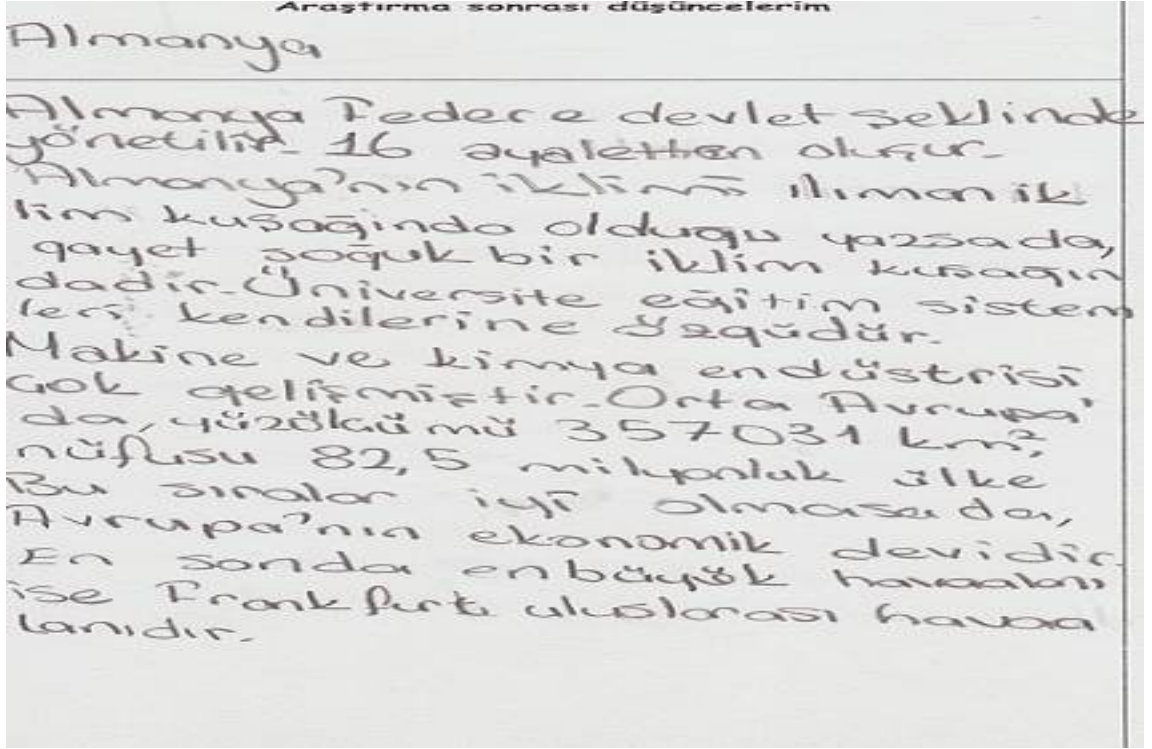 Araştırma sonrası düşüncelerim
Almanya
Almanya Federe devlet şeklinde
yönetilir. 16 eyaletten oluşur.
Almanya'nın iklimi ılıman ik
lim kuşağında olduğu yazsada,
gayet soğuk bir iklim kuşağın
dadır. Üniversite eğitim sistem
leri kendilerine özgüdür.
Makine ve kimya endüstrisi
çok gelişmiştir. Orta Avrupa'
da, yüzölçümü 357031 km²,
nüfusu 82,5 milyonluk ülke
Bu sıralar iyi olmasada,
Avrupa'nın ekonomik devidir.
En sonda en büyük havaalanı
ise Frankfurt uluslarası havaa
lanıdır.